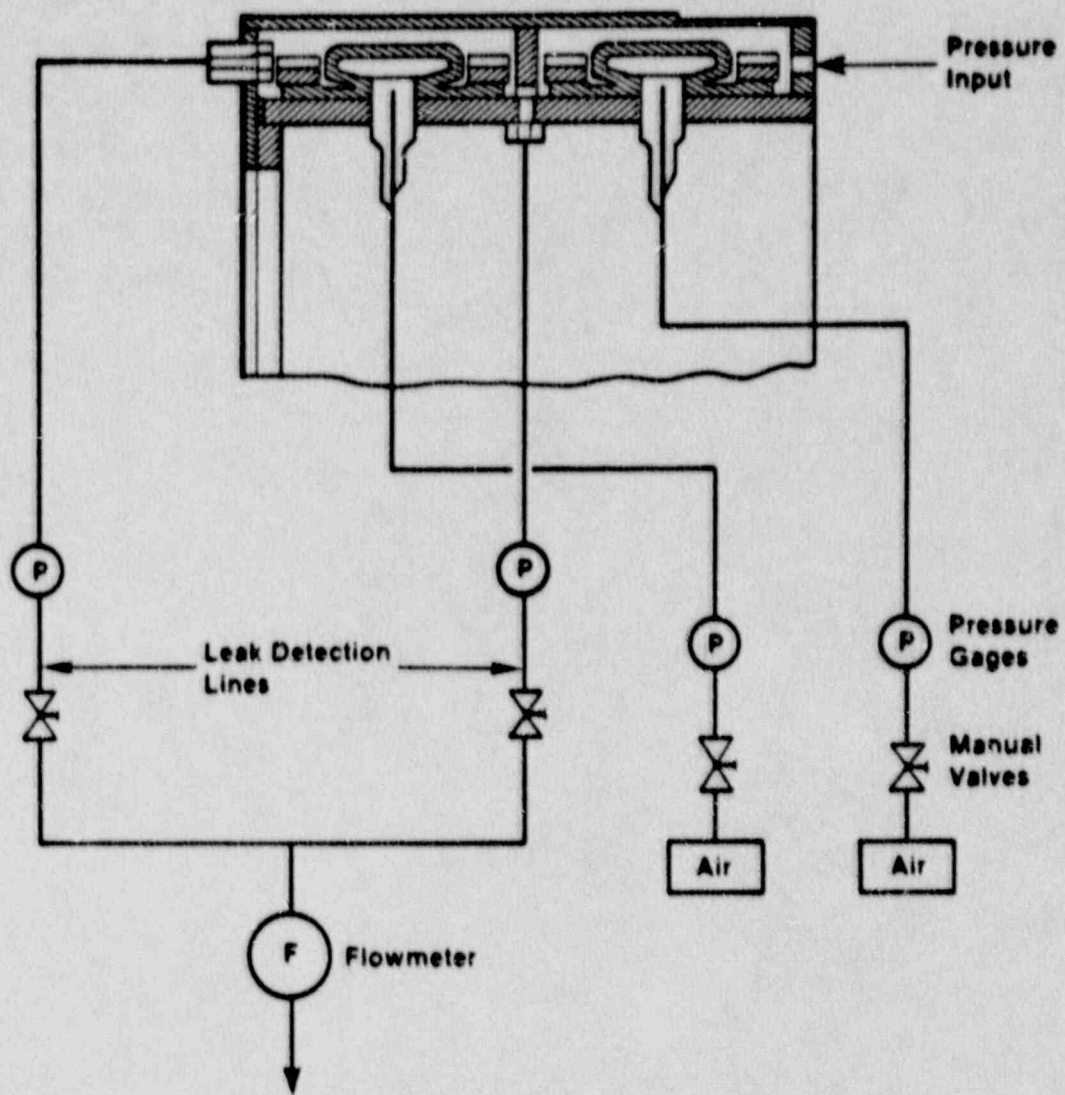 Pressure
Input
P
P
Leak Detection
Lines
P
P
Pressure
Gages
Manual
Valves
Air
Air
F
Flowmeter